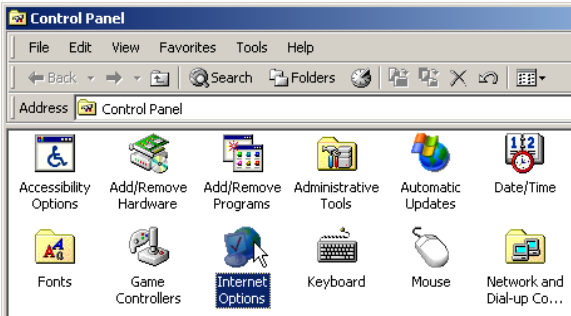 Control Panel
File Edit View Favorites Tools Help
Back Search Folders
Address Control Panel
Accessibility Options
Add/Remove Hardware
Add/Remove Programs
Administrative Tools
Automatic Updates
Date/Time
Fonts
Game Controllers
Internet Options
Keyboard
Mouse
Network and Dial-up Co...